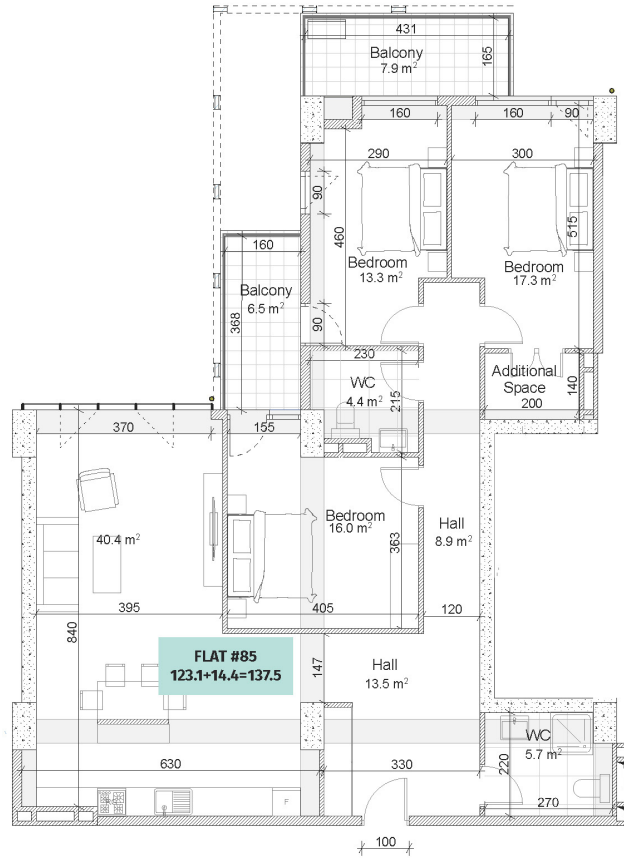 431
Balcony
7.9 m²
165
160
160
90
290
300
90
460
515
Bedroom
13.3 m²
Bedroom
17.3 m²
160
Balcony
6.5 m²
368
90
230
WC
4.4 m²
215
Additional
Space
200
140
370
155
Bedroom
16.0 m²
363
Hall
8.9 m²
40.4 m²
395
405
120
840
FLAT #85
123.1+14.4=137.5
147
Hall
13.5 m²
WC
5.7 m²
220
630
330
270
F
100